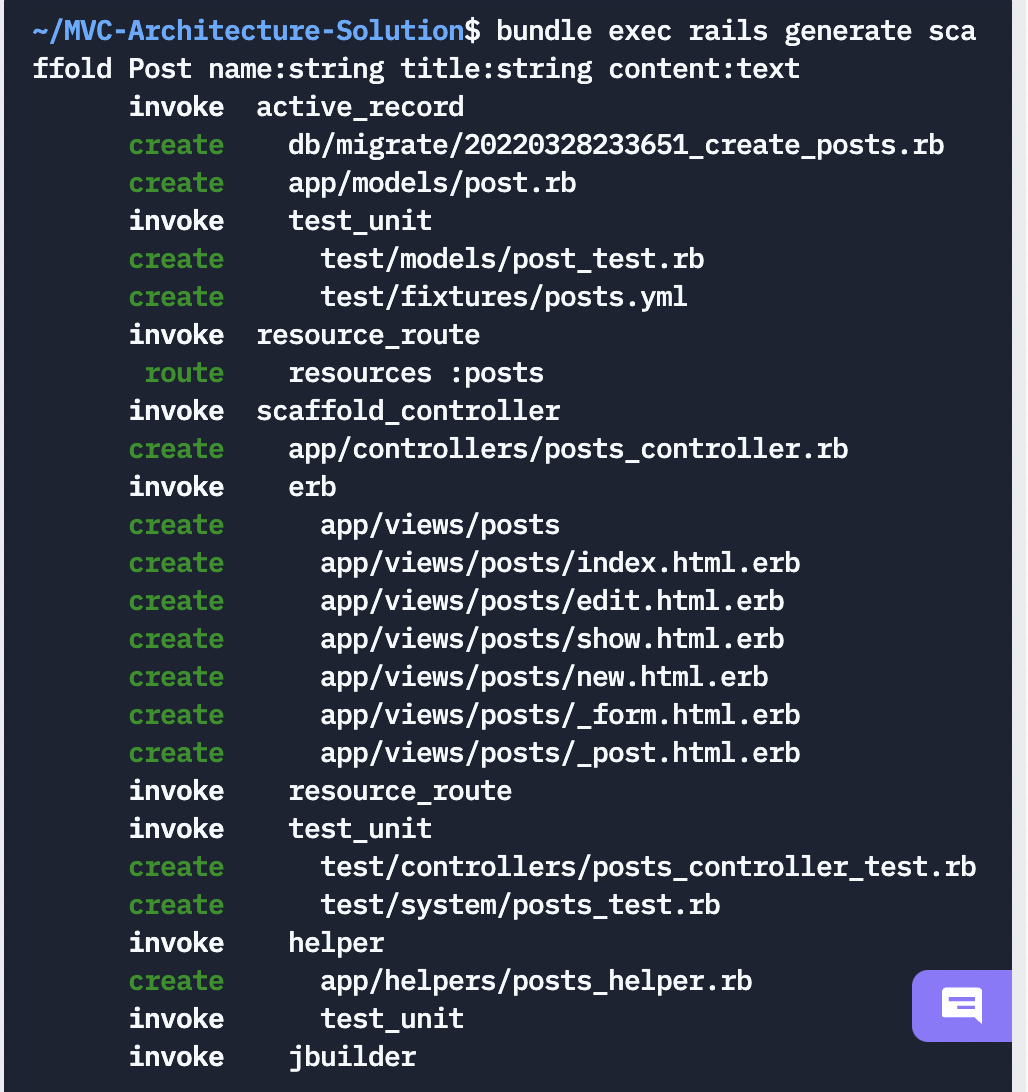 ~/MVC-Architecture-Solution$ bundle exec rails generate sca
ffold Post name:string title:string content:text
      invoke  active_record
      create    db/migrate/20220328233651_create_posts.rb
      create    app/models/post.rb
      invoke    test_unit
      create      test/models/post_test.rb
      create      test/fixtures/posts.yml
      invoke  resource_route
       route    resources :posts
      invoke  scaffold_controller
      create    app/controllers/posts_controller.rb
      invoke    erb
      create      app/views/posts
      create      app/views/posts/index.html.erb
      create      app/views/posts/edit.html.erb
      create      app/views/posts/show.html.erb
      create      app/views/posts/new.html.erb
      create      app/views/posts/_form.html.erb
      create      app/views/posts/_post.html.erb
      invoke    resource_route
      invoke    test_unit
      create      test/controllers/posts_controller_test.rb
      create      test/system/posts_test.rb
      invoke    helper
      create      app/helpers/posts_helper.rb
      invoke      test_unit
      invoke    jbuilder